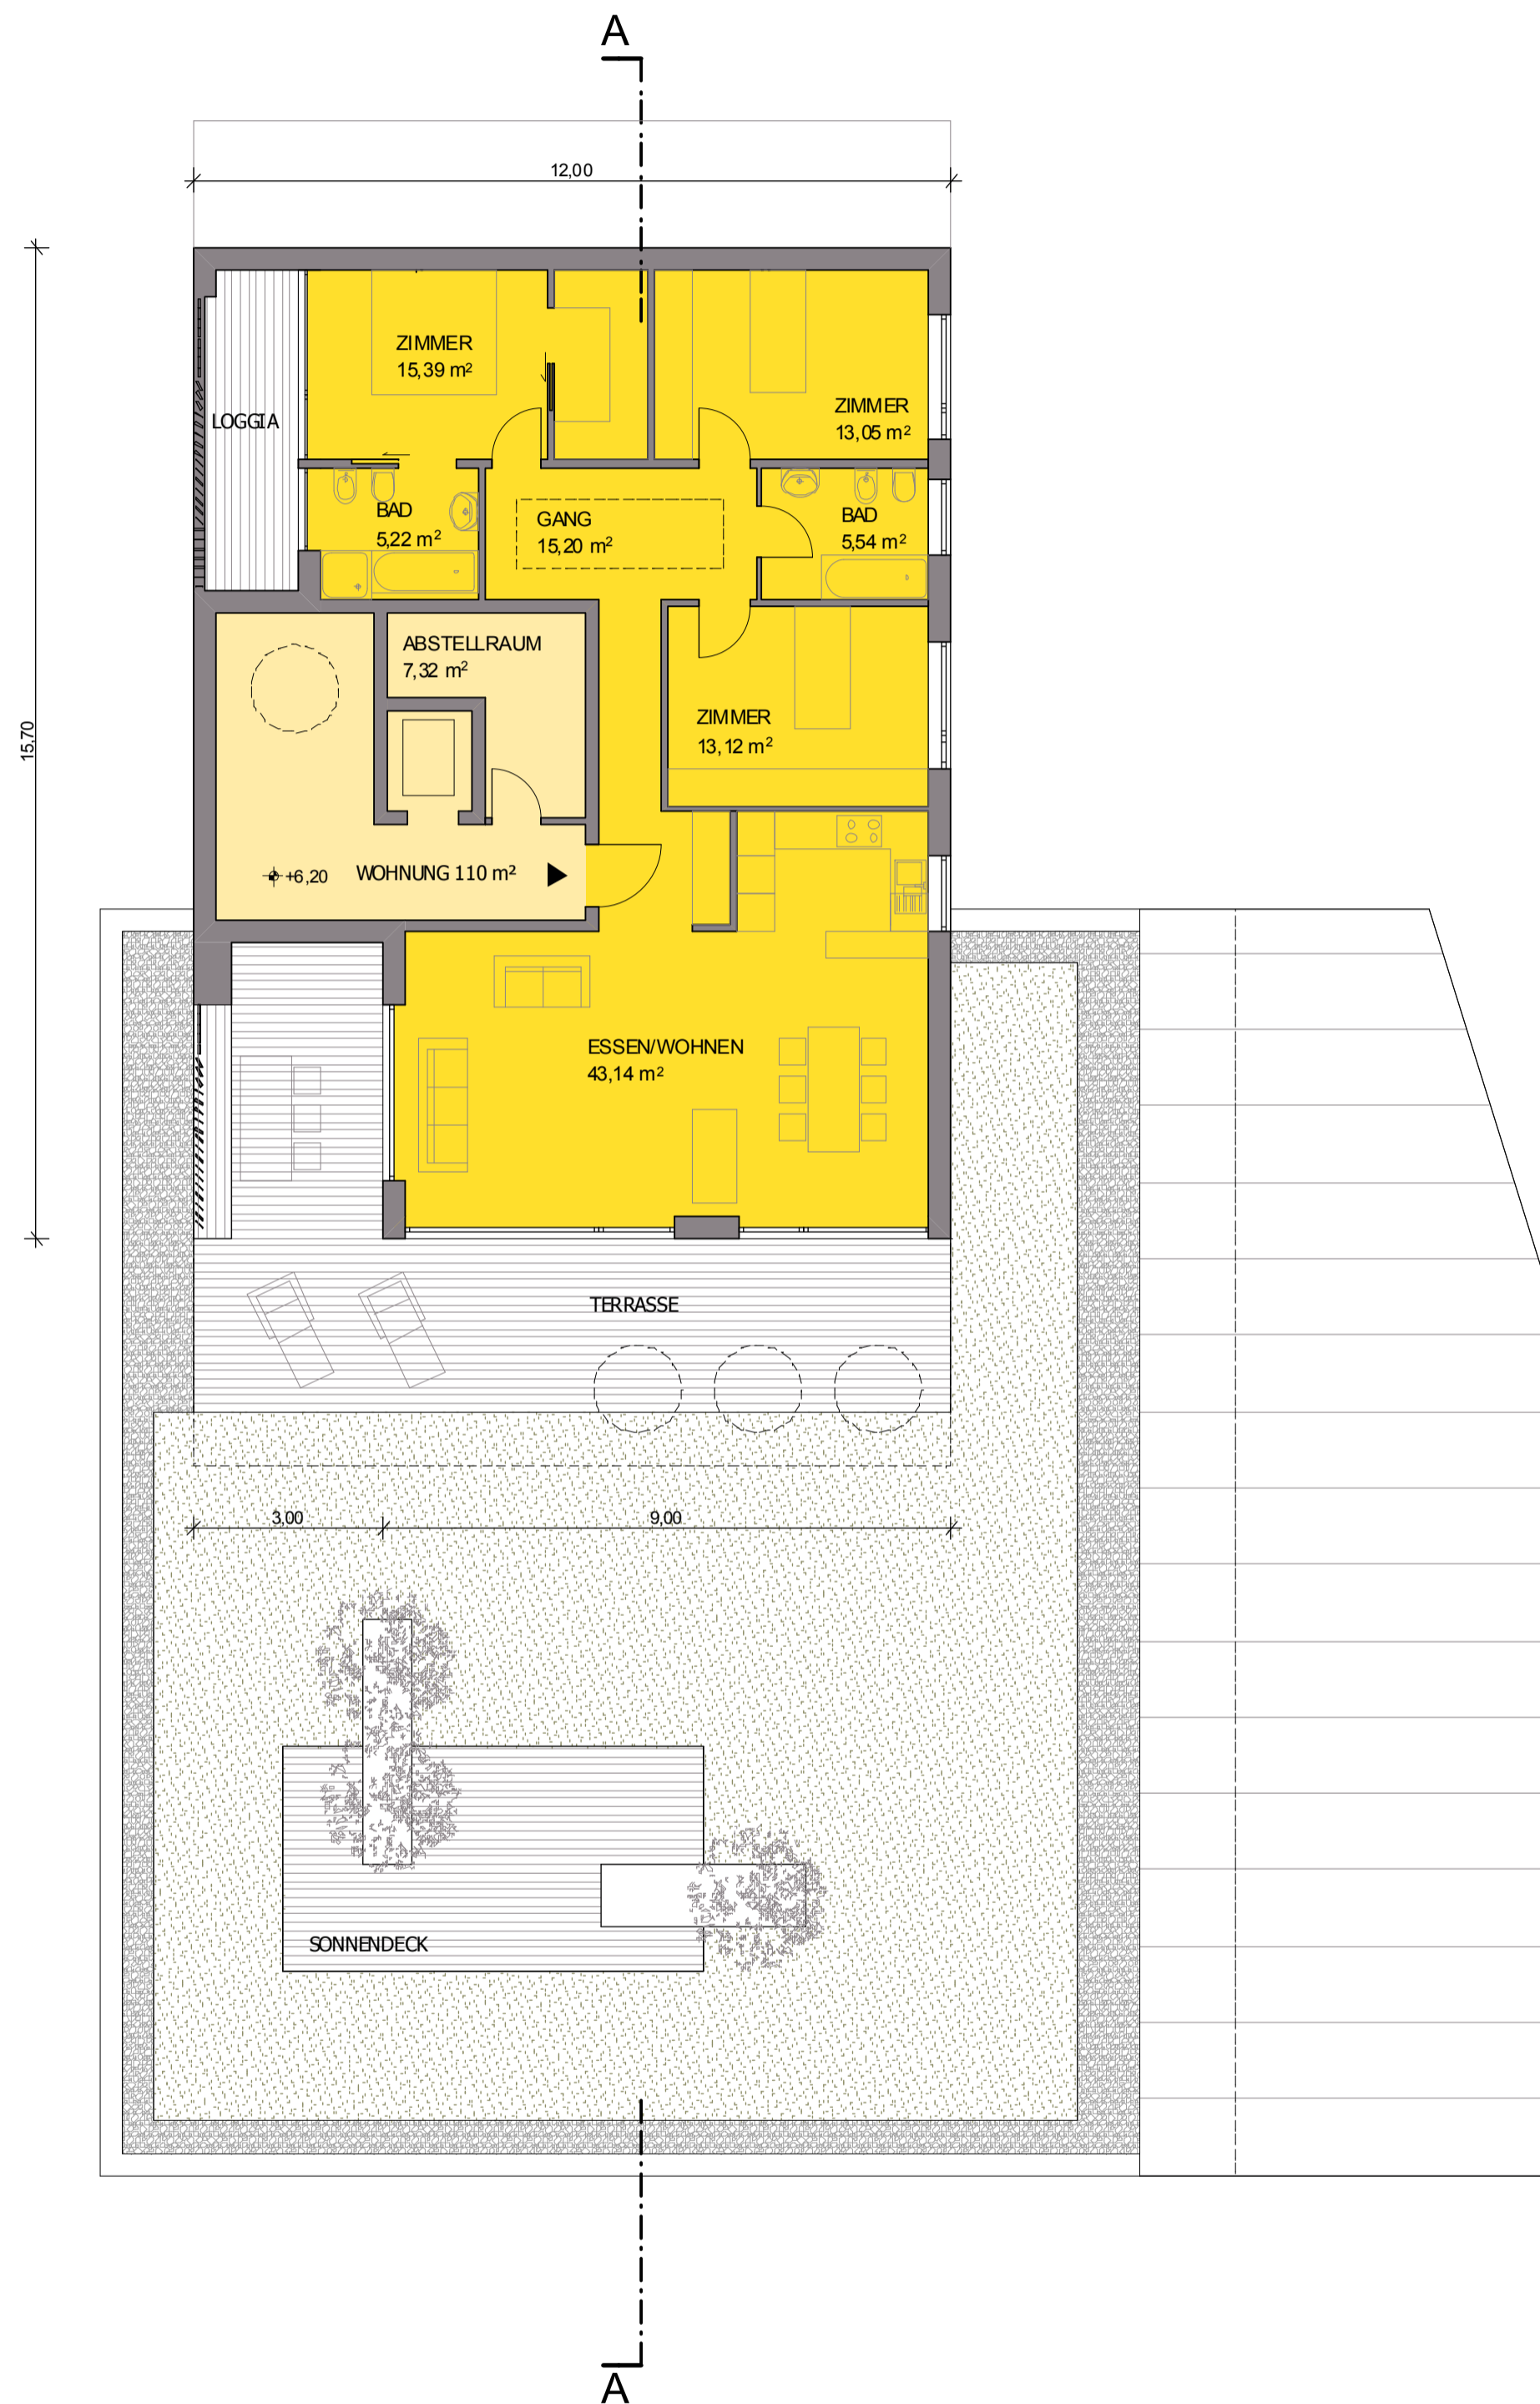 A
12,00
ZIMMER
15,39 m²
ZIMMER
13,05 m²
LOGGIA
BAD
5,22 m²
GANG
15,20 m²
BAD
5,54 m²
ABSTELLRAUM
7,32 m²
ZIMMER
13,12 m²
15,70
+6,20
WOHNUNG 110 m²
ESSEN/WOHNEN
43,14 m²
TERRASSE
3,00
9,00
SONNENDECK
A